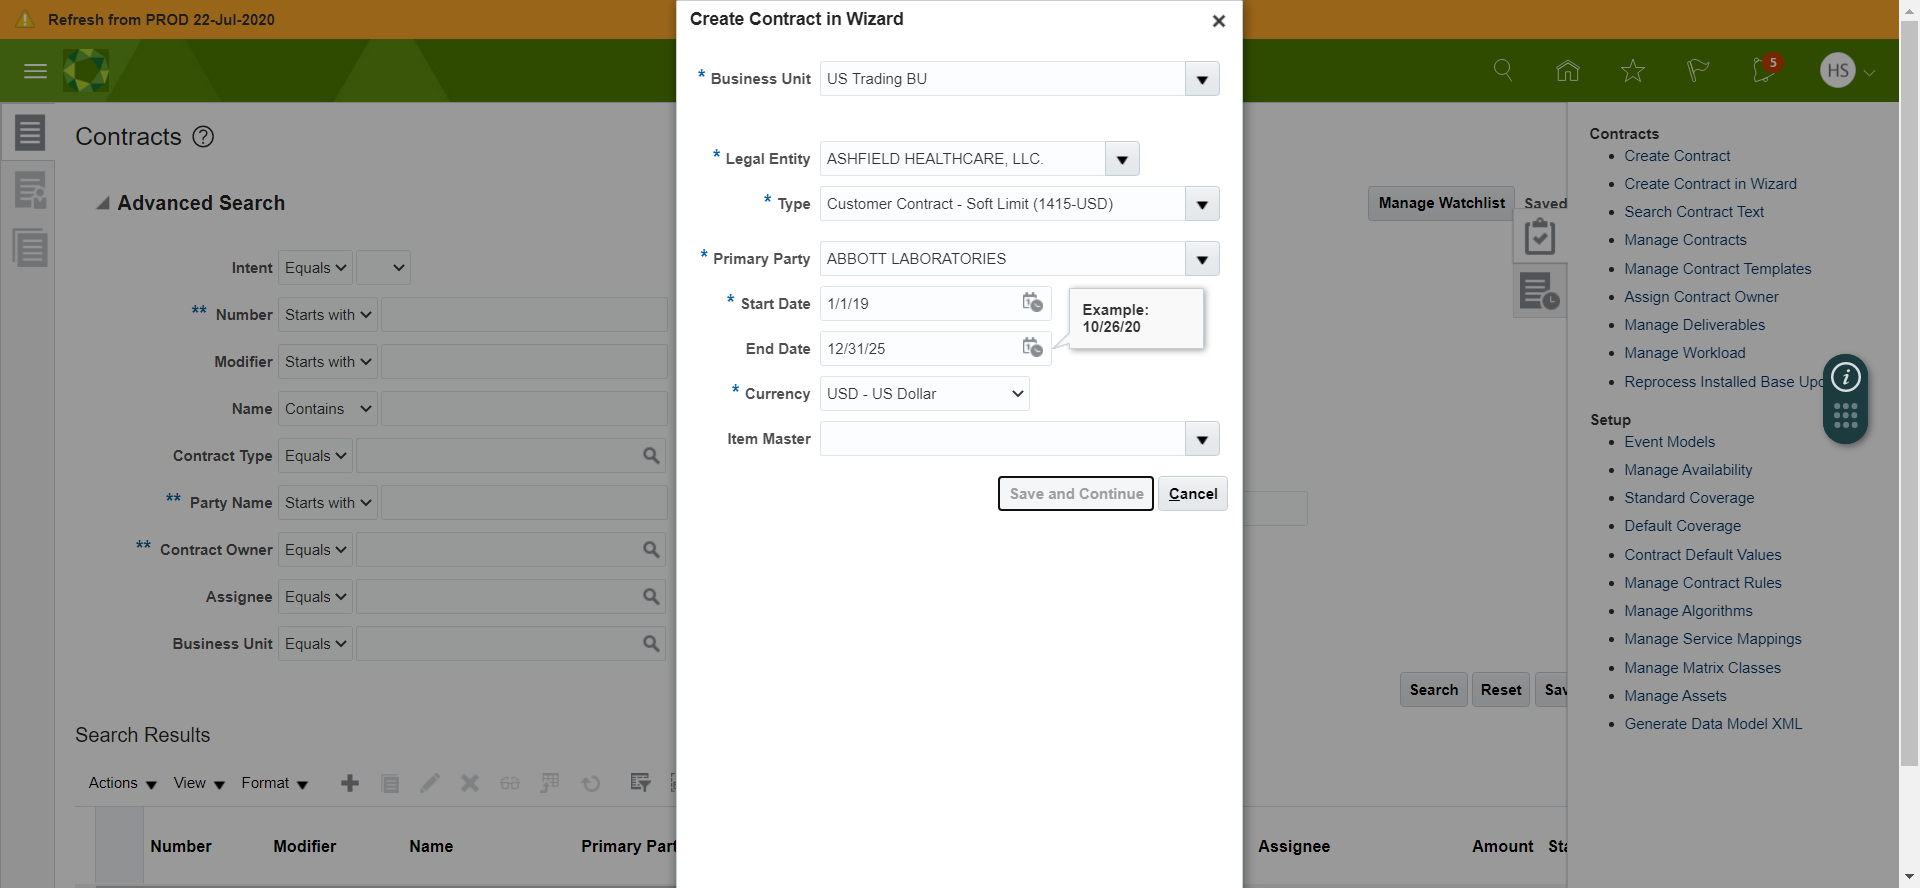 Refresh from PROD 22-Jul-2020
HS
5
Contracts
Advanced Search
Manage Watchlist
Saved
Intent Equals
** Number Starts with
Modifier Starts with
Name Contains
Contract Type Equals
** Party Name Starts with
** Contract Owner Equals
Assignee Equals
Business Unit Equals
Search Reset
Search Results
Actions View Format
Number Modifier Name Assignee Amount
Create Contract in Wizard
* Business Unit US Trading BU
* Legal Entity ASHFIELD HEALTHCARE, LLC.
* Type Customer Contract - Soft Limit (1415-USD)
* Primary Party ABBOTT LABORATORIES
* Start Date 1/1/19
Example:
10/26/20
End Date 12/31/25
* Currency USD - US Dollar
Item Master
Save and Continue Cancel
Contracts
Create Contract
Create Contract in Wizard
Search Contract Text
Manage Contracts
Manage Contract Templates
Assign Contract Owner
Manage Deliverables
Manage Workload
Reprocess Installed Base
Setup
Event Models
Manage Availability
Standard Coverage
Default Coverage
Contract Default Values
Manage Contract Rules
Manage Algorithms
Manage Service Mappings
Manage Matrix Classes
Manage Assets
Generate Data Model XML